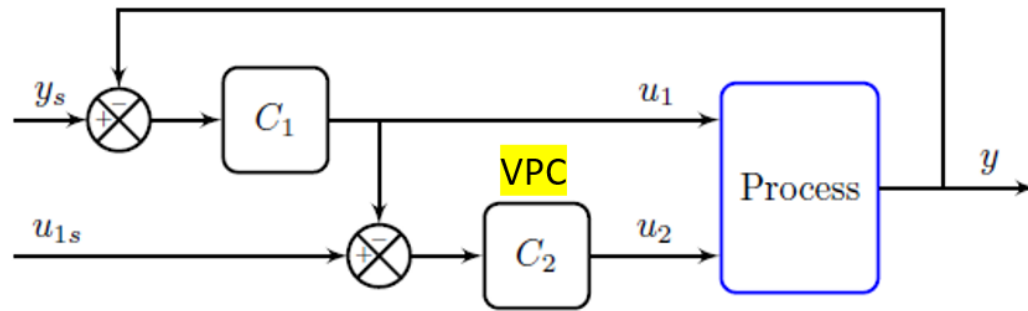 y_s
− +
C_1
u_1
VPC
Process
y
u_{1s}
− +
C_2
u_2